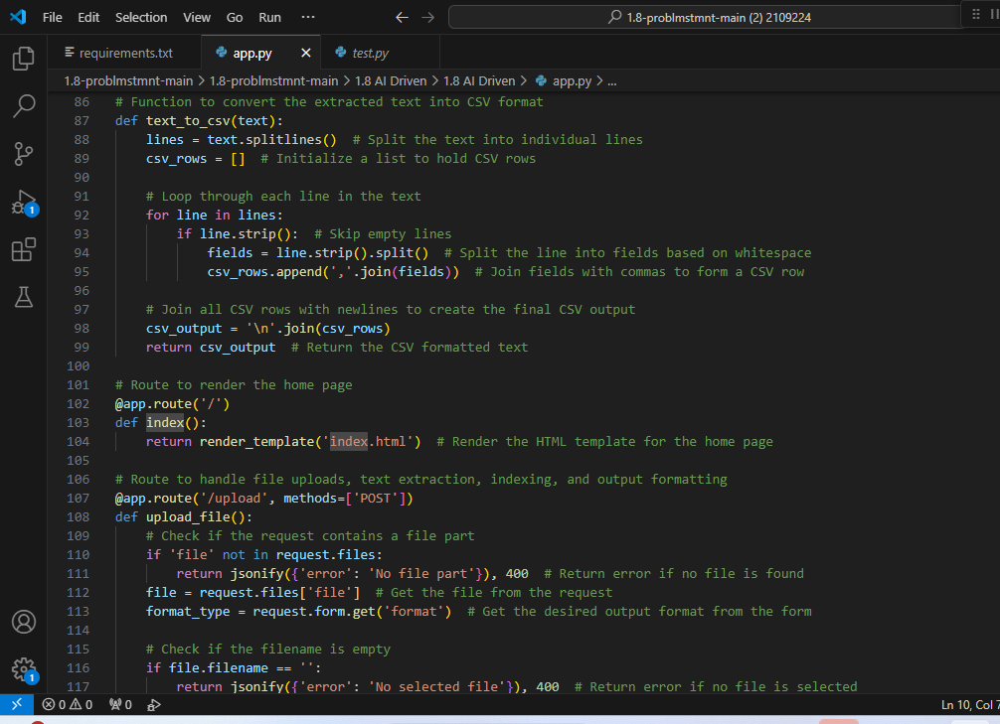 File Edit Selection View Go Run ···
1.8-problmstmnt-main (2) 2109224
requirements.txt app.py test.py
1.8-problmstmnt-main > 1.8-problmstmnt-main > 1.8 AI Driven > 1.8 AI Driven > app.py > ...
86 # Function to convert the extracted text into CSV format
87 def text_to_csv(text):
88     lines = text.splitlines()  # Split the text into individual lines
89     csv_rows = []  # Initialize a list to hold CSV rows
90
91     # Loop through each line in the text
92     for line in lines:
93         if line.strip():  # Skip empty lines
94             fields = line.strip().split()  # Split the line into fields based on whitespace
95             csv_rows.append(','.join(fields))  # Join fields with commas to form a CSV row
96
97     # Join all CSV rows with newlines to create the final CSV output
98     csv_output = '\n'.join(csv_rows)
99     return csv_output  # Return the CSV formatted text
100
101 # Route to render the home page
102 @app.route('/')
103 def index():
104     return render_template('index.html')  # Render the HTML template for the home page
105
106 # Route to handle file uploads, text extraction, indexing, and output formatting
107 @app.route('/upload', methods=['POST'])
108 def upload_file():
109     # Check if the request contains a file part
110     if 'file' not in request.files:
111         return jsonify({'error': 'No file part'}), 400  # Return error if no file is found
112     file = request.files['file']  # Get the file from the request
113     format_type = request.form.get('format')  # Get the desired output format from the form
114
115     # Check if the filename is empty
116     if file.filename == '':
117         return jsonify({'error': 'No selected file'}), 400  # Return error if no file is selected
1
1
0 0 0
Ln 10, Col 7